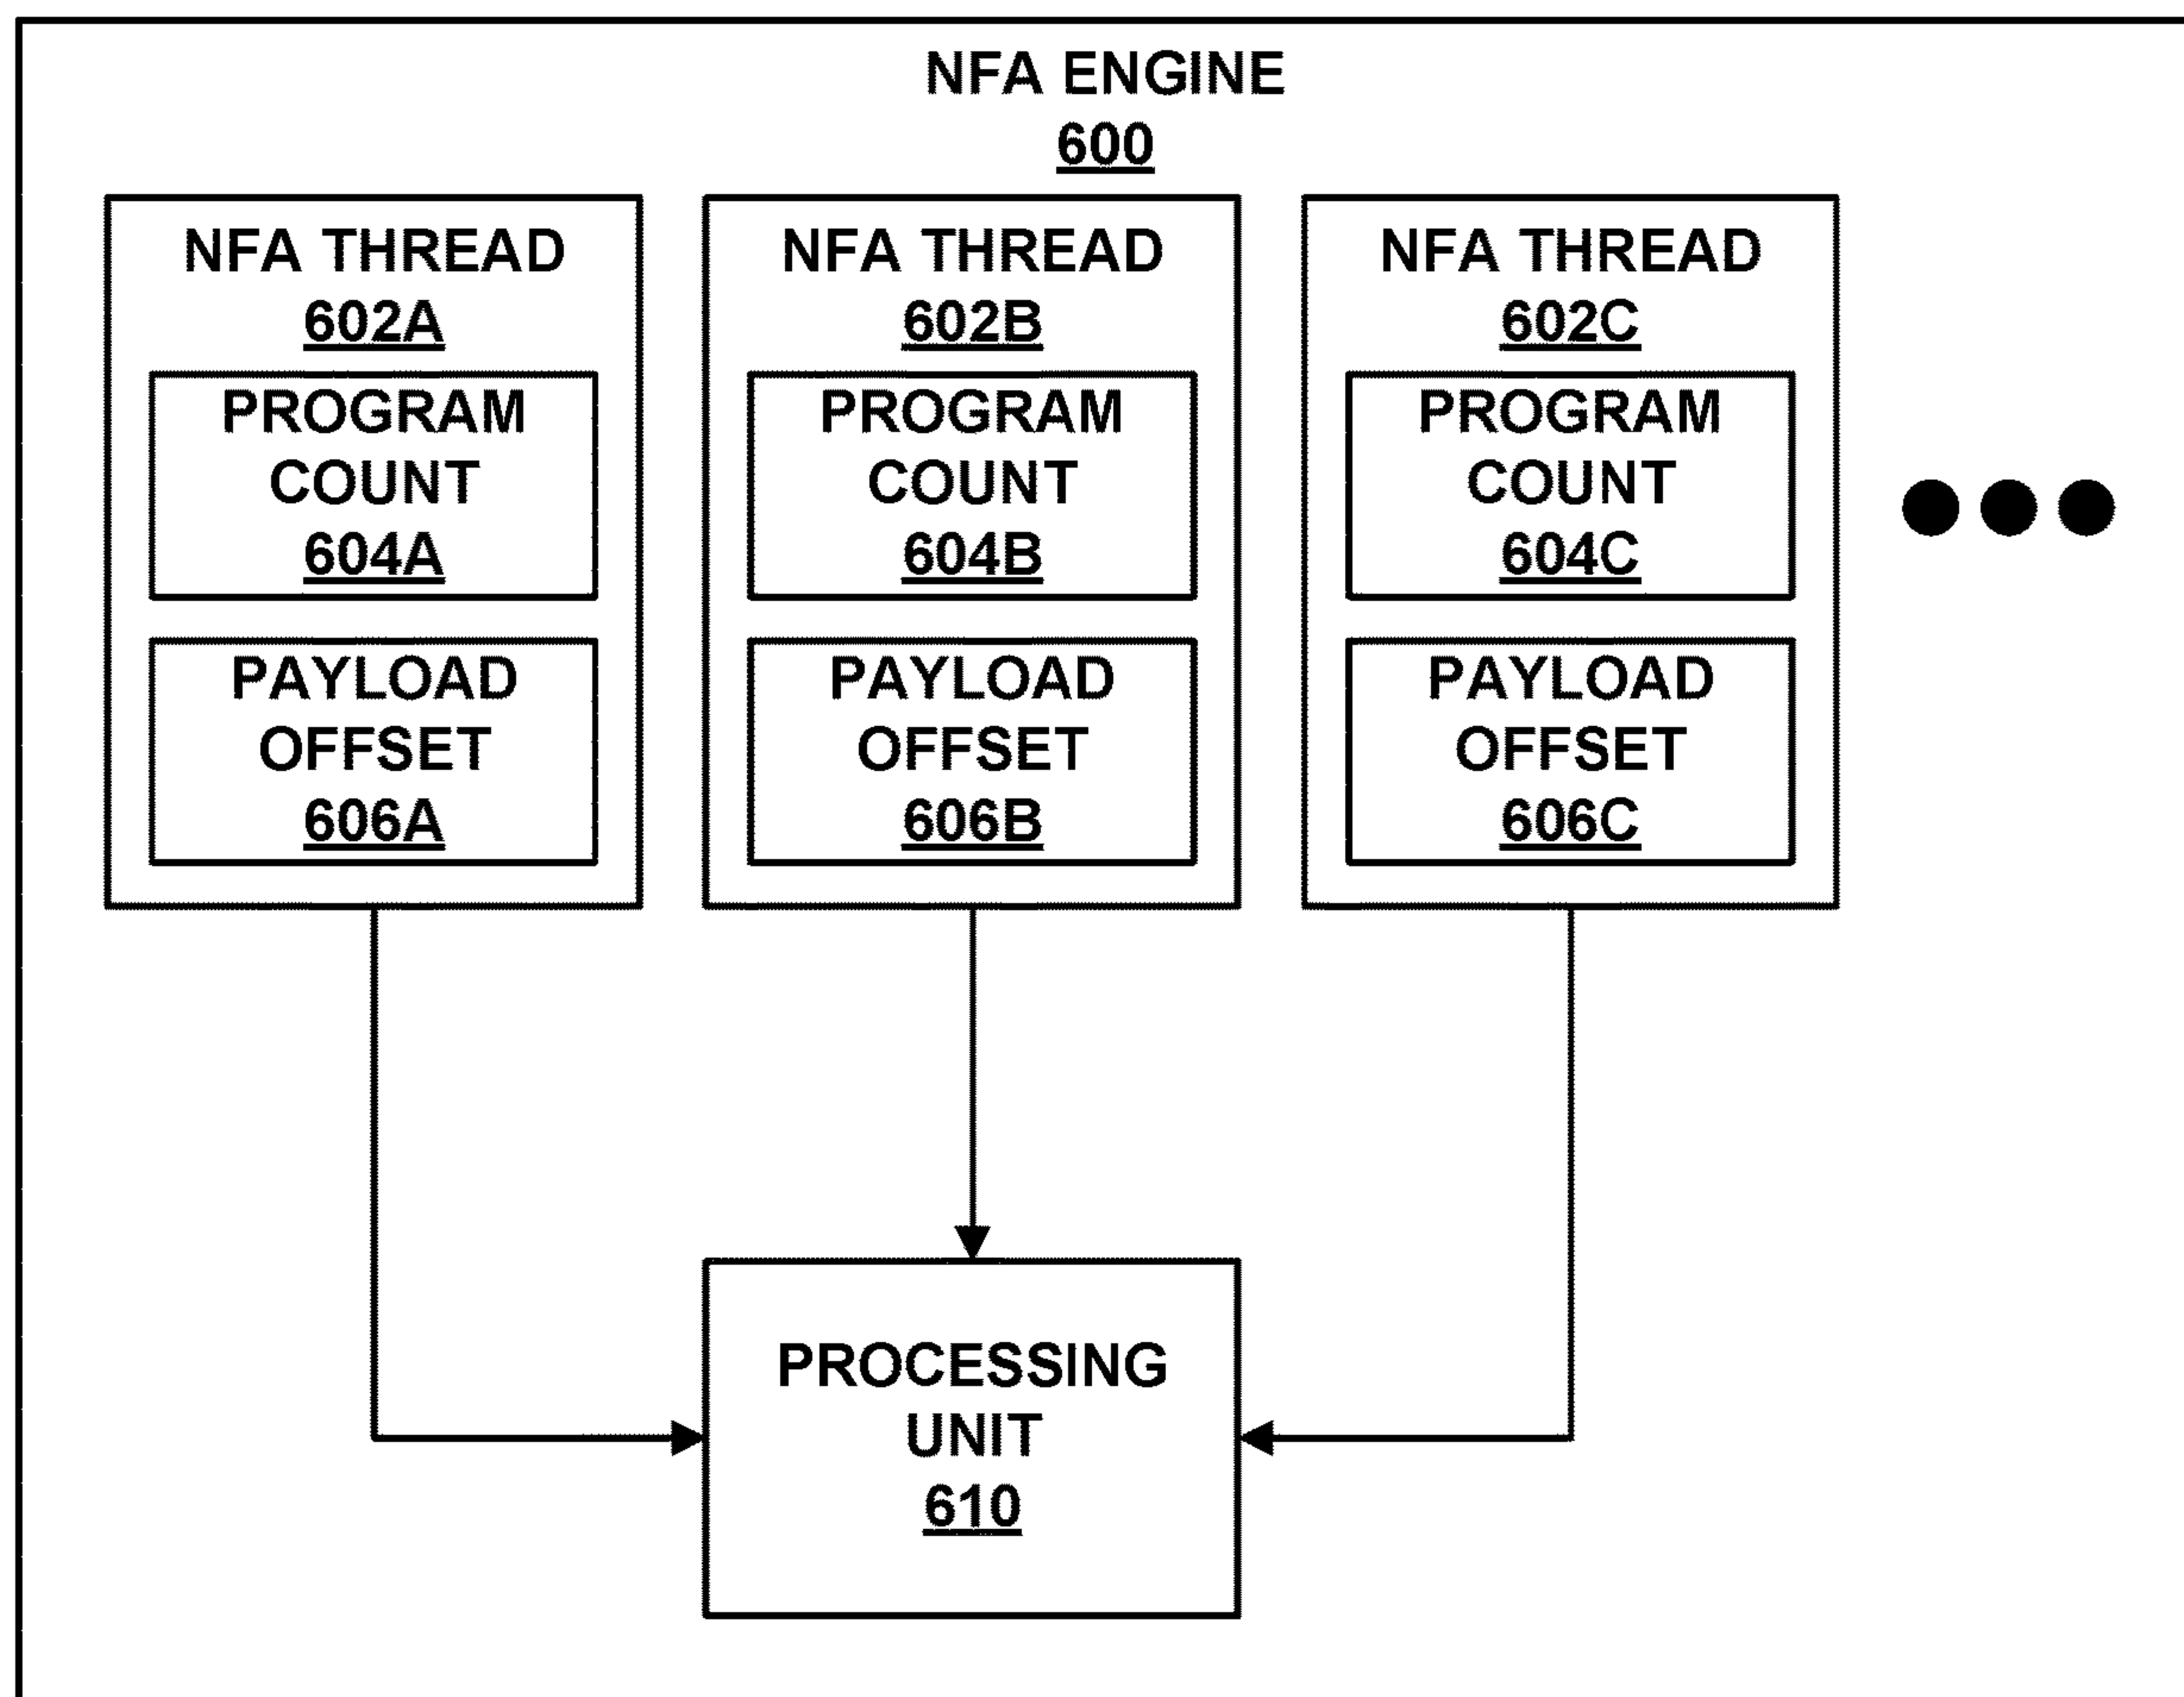 NFA ENGINE
600
NFA THREAD
602A
PROGRAM
COUNT
604A
PAYLOAD
OFFSET
606A
NFA THREAD
602B
PROGRAM
COUNT
604B
PAYLOAD
OFFSET
606B
NFA THREAD
602C
PROGRAM
COUNT
604C
PAYLOAD
OFFSET
606C
PROCESSING
UNIT
610